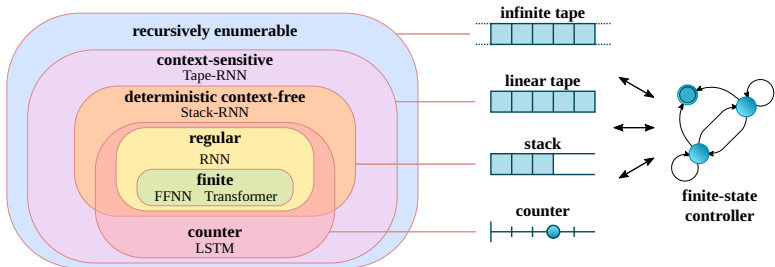 recursively enumerable
context-sensitive
Tape-RNN
deterministic context-free
Stack-RNN
regular
RNN
finite
FFNN Transformer
counter
LSTM
infinite tape
linear tape
stack
counter
finite-state
controller